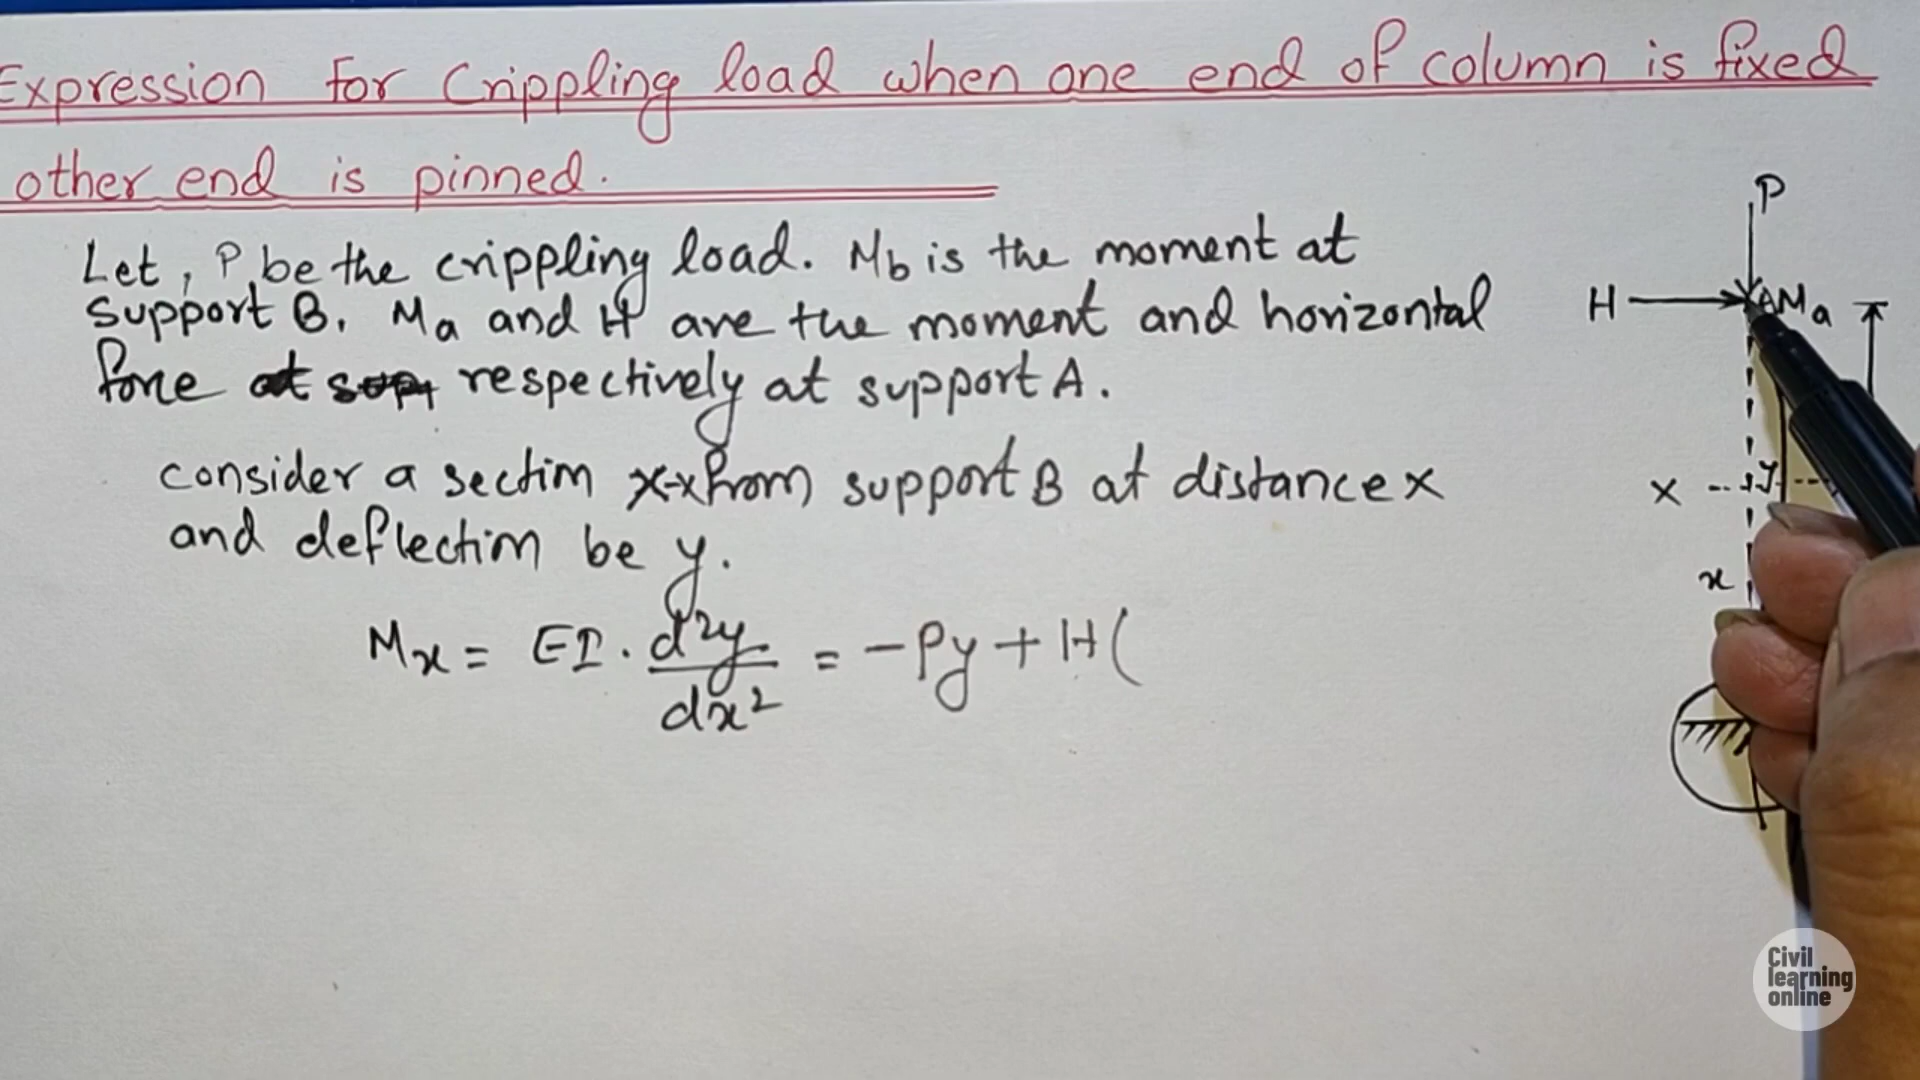 Expression for Crippling load when one end of column is fixed
other end is pinned.
P
Let, P be the crippling load. Mb is the moment at
support B. Ma and H are the moment and horizontal
H A Ma
force at supt respectively at support A.
consider a section x-x from support B at distance x
x y
and deflection be y.
x
Mx = EI . d²y/dx² = -Py + H(
Civil
learning
online